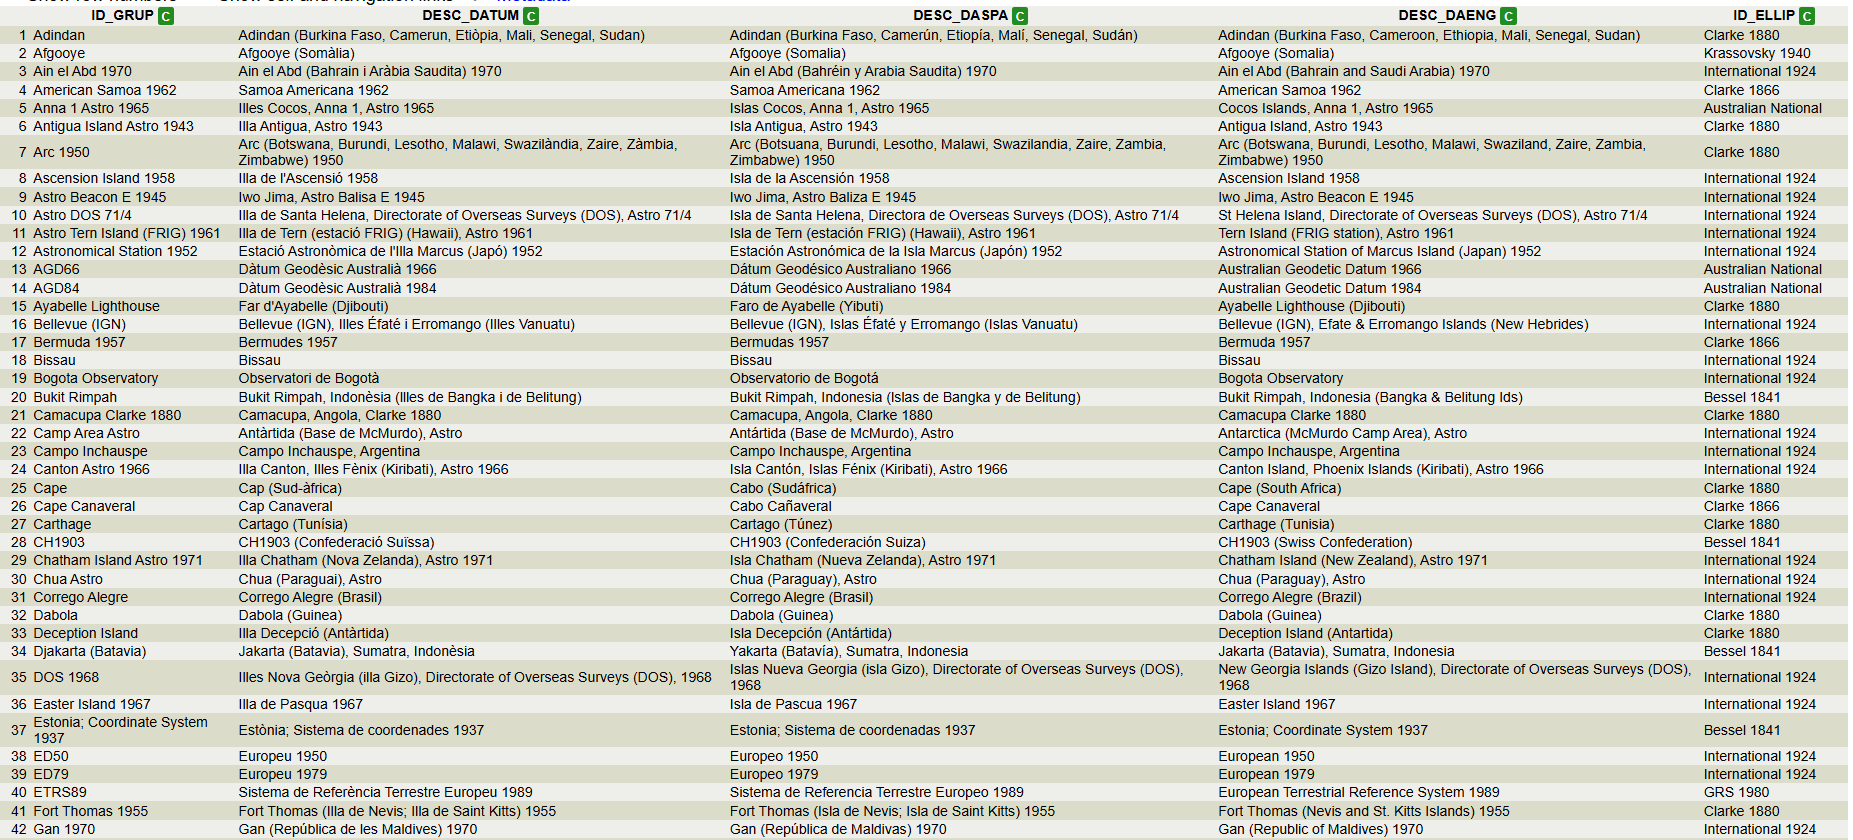 ID_GRUP C DESC_DATUM C DESC_DASPA C DESC_DAENG C ID_ELLIP C
1 Adindan Adindan (Burkina Faso, Camerun, Etiòpia, Mali, Senegal, Sudan) Adindan (Burkina Faso, Camerún, Etiopía, Malí, Senegal, Sudán) Adindan (Burkina Faso, Cameroon, Ethiopia, Mali, Senegal, Sudan) Clarke 1880
2 Afgooye Afgooye (Somàlia) Afgooye (Somalia) Afgooye (Somalia) Krassovsky 1940
3 Ain el Abd 1970 Ain el Abd (Bahrain i Aràbia Saudita) 1970 Ain el Abd (Bahréin y Arabia Saudita) 1970 Ain el Abd (Bahrain and Saudi Arabia) 1970 International 1924
4 American Samoa 1962 Samoa Americana 1962 Samoa Americana 1962 American Samoa 1962 Clarke 1866
5 Anna 1 Astro 1965 Illes Cocos, Anna 1, Astro 1965 Islas Cocos, Anna 1, Astro 1965 Cocos Islands, Anna 1, Astro 1965 Australian National
6 Antigua Island Astro 1943 Illa Antigua, Astro 1943 Isla Antigua, Astro 1943 Antigua Island, Astro 1943 Clarke 1880
7 Arc 1950 Arc (Botswana, Burundi, Lesotho, Malawi, Swazilàndia, Zaire, Zàmbia, Arc (Botsuana, Burundi, Lesotho, Malawi, Swazilandia, Zaire, Zambia, Arc (Botswana, Burundi, Lesotho, Malawi, Swaziland, Zaire, Zambia, Clarke 1880
Zimbabwe) 1950 Zimbabwe) 1950 Zimbabwe) 1950
8 Ascension Island 1958 Illa de l'Ascensió 1958 Isla de la Ascensión 1958 Ascension Island 1958 International 1924
9 Astro Beacon E 1945 Iwo Jima, Astro Balisa E 1945 Iwo Jima, Astro Baliza E 1945 Iwo Jima, Astro Beacon E 1945 International 1924
10 Astro DOS 71/4 Illa de Santa Helena, Directorate of Overseas Surveys (DOS), Astro 71/4 Isla de Santa Helena, Directora de Overseas Surveys (DOS), Astro 71/4 St Helena Island, Directorate of Overseas Surveys (DOS), Astro 71/4 International 1924
11 Astro Tern Island (FRIG) 1961 Illa de Tern (estació FRIG) (Hawaii), Astro 1961 Isla de Tern (estación FRIG) (Hawaii), Astro 1961 Tern Island (FRIG station), Astro 1961 International 1924
12 Astronomical Station 1952 Estació Astronòmica de l'Illa Marcus (Japó) 1952 Estación Astronómica de la Isla Marcus (Japón) 1952 Astronomical Station of Marcus Island (Japan) 1952 International 1924
13 AGD66 Dàtum Geodèsic Australià 1966 Dátum Geodésico Australiano 1966 Australian Geodetic Datum 1966 Australian National
14 AGD84 Dàtum Geodèsic Australià 1984 Dátum Geodésico Australiano 1984 Australian Geodetic Datum 1984 Australian National
15 Ayabelle Lighthouse Far d'Ayabelle (Djibouti) Faro de Ayabelle (Yibuti) Ayabelle Lighthouse (Djibouti) Clarke 1880
16 Bellevue (IGN) Bellevue (IGN), Illes Éfaté i Erromango (Illes Vanuatu) Bellevue (IGN), Islas Éfaté y Erromango (Islas Vanuatu) Bellevue (IGN), Efate & Erromango Islands (New Hebrides) International 1924
17 Bermuda 1957 Bermudes 1957 Bermudas 1957 Bermuda 1957 Clarke 1866
18 Bissau Bissau Bissau Bissau International 1924
19 Bogota Observatory Observatori de Bogotà Observatorio de Bogotá Bogota Observatory International 1924
20 Bukit Rimpah Bukit Rimpah, Indonèsia (Illes de Bangka i de Belitung) Bukit Rimpah, Indonesia (Islas de Bangka y de Belitung) Bukit Rimpah, Indonesia (Bangka & Belitung Ids) Bessel 1841
21 Camacupa Clarke 1880 Camacupa, Angola, Clarke 1880 Camacupa, Angola, Clarke 1880 Camacupa Clarke 1880 Clarke 1880
22 Camp Area Astro Antàrtida (Base de McMurdo), Astro Antártida (Base de McMurdo), Astro Antarctica (McMurdo Camp Area), Astro International 1924
23 Campo Inchauspe Campo Inchauspe, Argentina Campo Inchauspe, Argentina Campo Inchauspe, Argentina International 1924
24 Canton Astro 1966 Illa Canton, Illes Fènix (Kiribati), Astro 1966 Isla Cantón, Islas Fénix (Kiribati), Astro 1966 Canton Island, Phoenix Islands (Kiribati), Astro 1966 International 1924
25 Cape Cap (Sud-àfrica) Cabo (Sudáfrica) Cape (South Africa) Clarke 1880
26 Cape Canaveral Cap Canaveral Cabo Cañaveral Cape Canaveral Clarke 1866
27 Carthage Cartago (Tunísia) Cartago (Túnez) Carthage (Tunisia) Clarke 1880
28 CH1903 CH1903 (Confederació Suïssa) CH1903 (Confederación Suiza) CH1903 (Swiss Confederation) Bessel 1841
29 Chatham Island Astro 1971 Illa Chatham (Nova Zelanda), Astro 1971 Isla Chatham (Nueva Zelanda), Astro 1971 Chatham Island (New Zealand), Astro 1971 International 1924
30 Chua Astro Chua (Paraguai), Astro Chua (Paraguay), Astro Chua (Paraguay), Astro International 1924
31 Corrego Alegre Corrego Alegre (Brasil) Corrego Alegre (Brasil) Corrego Alegre (Brazil) International 1924
32 Dabola Dabola (Guinea) Dabola (Guinea) Dabola (Guinea) Clarke 1880
33 Deception Island Illa Decepció (Antàrtida) Isla Decepción (Antártida) Deception Island (Antartida) Clarke 1880
34 Djakarta (Batavia) Jakarta (Batavia), Sumatra, Indonèsia Yakarta (Batavía), Sumatra, Indonesia Jakarta (Batavia), Sumatra, Indonesia Bessel 1841
35 DOS 1968 Illes Nova Geòrgia (illa Gizo), Directorate of Overseas Surveys (DOS), 1968 Islas Nueva Georgia (isla Gizo), Directorate of Overseas Surveys (DOS), New Georgia Islands (Gizo Island), Directorate of Overseas Surveys (DOS), International 1924
1968 1968
36 Easter Island 1967 Illa de Pasqua 1967 Isla de Pascua 1967 Easter Island 1967 International 1924
37 Estonia; Coordinate System Estònia; Sistema de coordenades 1937 Estonia; Sistema de coordenadas 1937 Estonia; Coordinate System 1937 Bessel 1841
1937
38 ED50 Europeu 1950 Europeo 1950 European 1950 International 1924
39 ED79 Europeu 1979 Europeo 1979 European 1979 International 1924
40 ETRS89 Sistema de Referència Terrestre Europeu 1989 Sistema de Referencia Terrestre Europeo 1989 European Terrestrial Reference System 1989 GRS 1980
41 Fort Thomas 1955 Fort Thomas (Illa de Nevis; Illa de Saint Kitts) 1955 Fort Thomas (Isla de Nevis; Isla de Saint Kitts) 1955 Fort Thomas (Nevis and St. Kitts Islands) 1955 Clarke 1880
42 Gan 1970 Gan (República de les Maldives) 1970 Gan (República de Maldivas) 1970 Gan (Republic of Maldives) 1970 International 1924